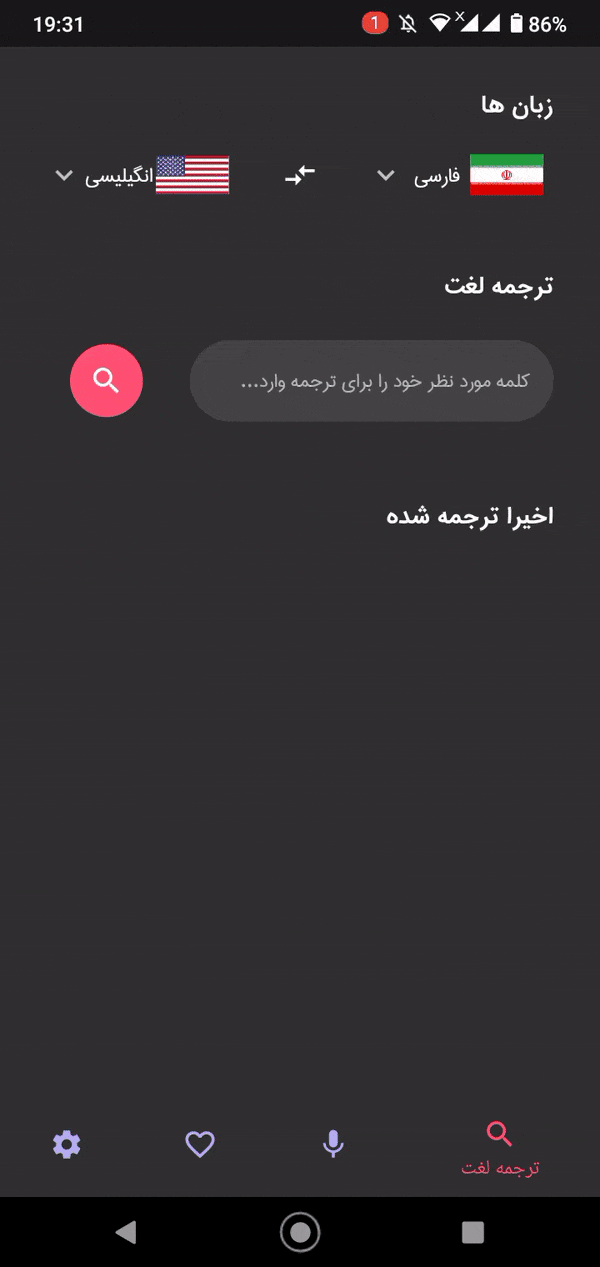 19:31 1 x 86%
زبان ها
فارسی انگیلیسی
ترجمه لغت
کلمه مورد نظر خود را برای ترجمه وارد...
اخیرا ترجمه شده
ترجمه لغت